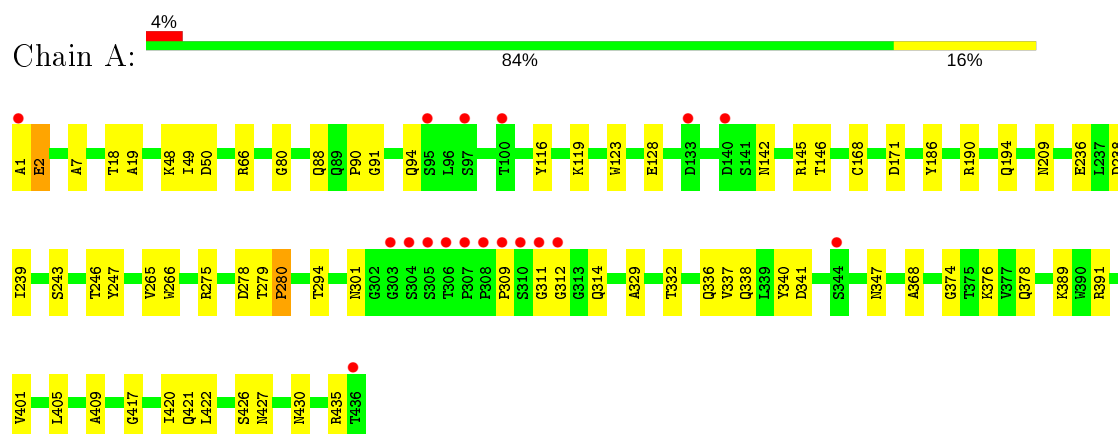 4%
Chain A:
84% 16%
A1 E2 A7 T18 A19 K48 I49 D50 R66 G80 Q88 Q89 P90 G91 Q94 S95 L96 S97 T100 Y116 K119 W123 E128 D133 D140 S141 N142 R145 T146 C168 D171 Y186 R190 Q194 N209 E236 L237 D238
I239 S243 T246 Y247 V265 W266 R275 D278 T279 P280 T294 N301 G302 G303 S304 S305 T306 P307 P308 P309 S310 G311 G312 G313 Q314 A329 T332 Q336 V337 Q338 L339 Y340 D341 S344 N347 A368 G374 T375 K376 V377 Q378 K389 W390 R391
V401 L405 A409 G417 I420 Q421 L422 S426 N427 N430 R435 T436